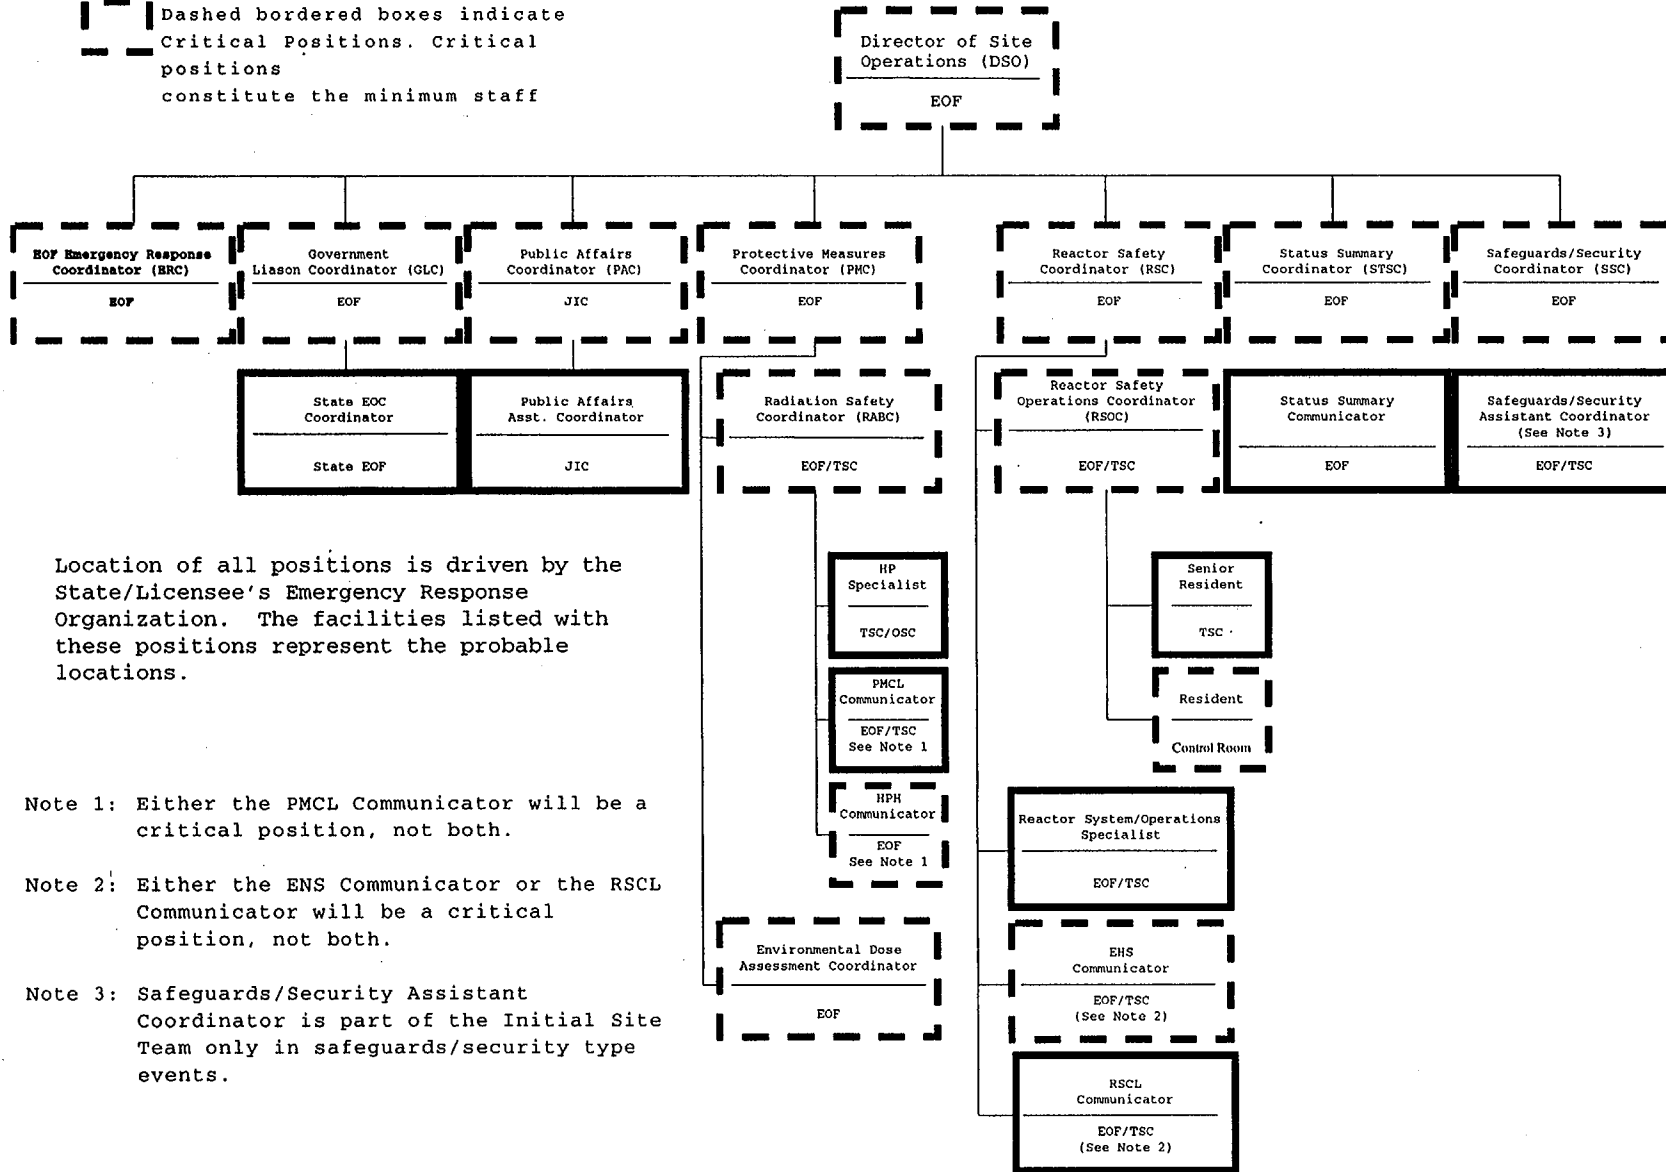 Dashed bordered boxes indicate
Critical Positions. Critical
positions
constitute the minimum staff
Director of Site
Operations (DSO)
EOF
EOF Emergency Response
Coordinator (BRC)
EOF
Government
Liason Coordinator (GLC)
EOF
Public Affairs
Coordinator (PAC)
JIC
Protective Measures
Coordinator (PMC)
EOF
Reactor Safety
Coordinator (RSC)
EOF
Status Summary
Coordinator (STSC)
EOF
Safeguards/Security
Coordinator (SSC)
EOF
State EOC
Coordinator
State EOF
Public Affairs
Asst. Coordinator
JIC
Radiation Safety
Coordinator (RABC)
EOF/TSC
Reactor Safety
Operations Coordinator
(RSOC)
EOF/TSC
Status Summary
Communicator
EOF
Safeguards/Security
Assistant Coordinator
(See Note 3)
EOF/TSC
Location of all positions is driven by the
State/Licensee's Emergency Response
Organization. The facilities listed with
these positions represent the probable
locations.
HP
Specialist
TSC/OSC
PMCL
Communicator
EOF/TSC
See Note 1
HPH
Communicator
EOF
See Note 1
Environmental Dose
Assessment Coordinator
EOF
Senior
Resident
TSC
Resident
Control Room
Reactor System/Operations
Specialist
EOF/TSC
EHS
Communicator
EOF/TSC
(See Note 2)
RSCL
Communicator
EOF/TSC
(See Note 2)
Note 1: Either the PMCL Communicator will be a
critical position, not both.
Note 2: Either the ENS Communicator or the RSCL
Communicator will be a critical
position, not both.
Note 3: Safeguards/Security Assistant
Coordinator is part of the Initial Site
Team only in safeguards/security type
events.